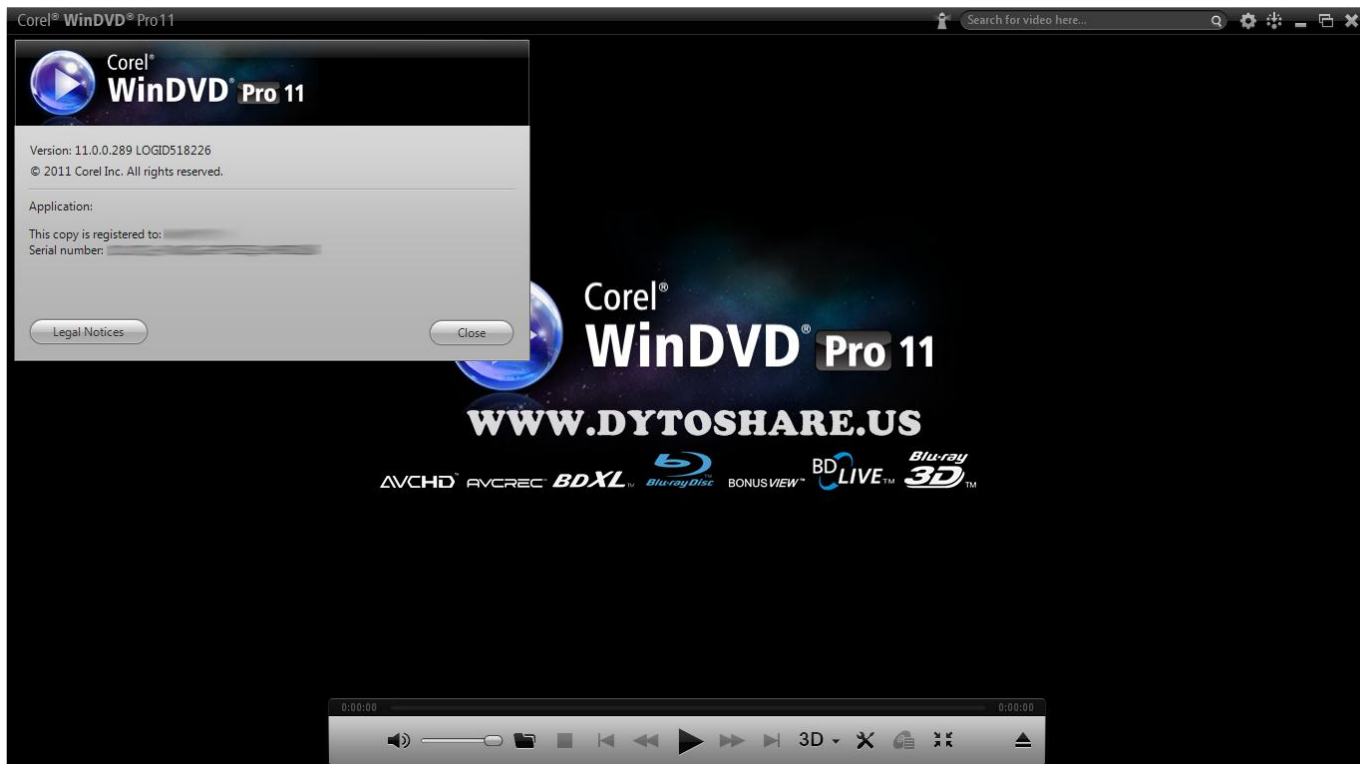 Corel® WinDVD® Pro11
Search for video here...
Corel®
WinDVD® Pro 11
Version: 11.0.0.289 LOGID518226
© 2011 Corel Inc. All rights reserved.
Application:
This copy is registered to:
Serial number:
Legal Notices
Close
Corel®
WinDVD® Pro 11
WWW.DYTOSHARE.US
AVCHD™ AVCREC™ BDXL™ Blu-rayDisc™ BONUSVIEW™ BD LIVE™ Blu-ray 3D™
0:00:00 0:00:00
3D